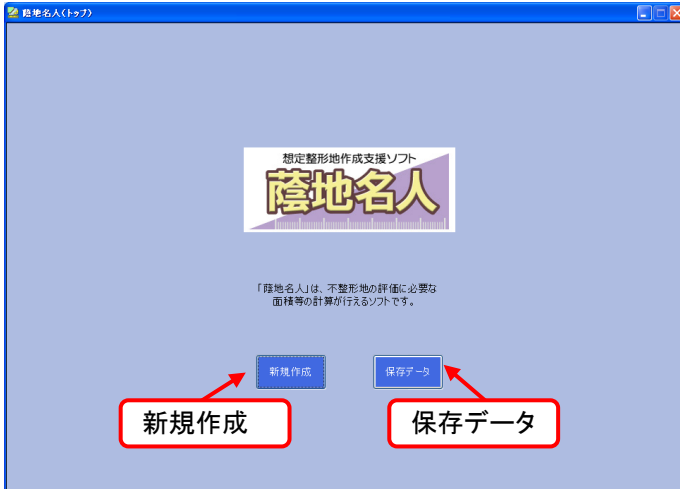 蔭地名人(トップ)
想定整形地作成支援ソフト
蔭地名人
「蔭地名人」は、不整形地の評価に必要な
面積等の計算が行えるソフトです。
新規作成
保存データ
新規作成
保存データ